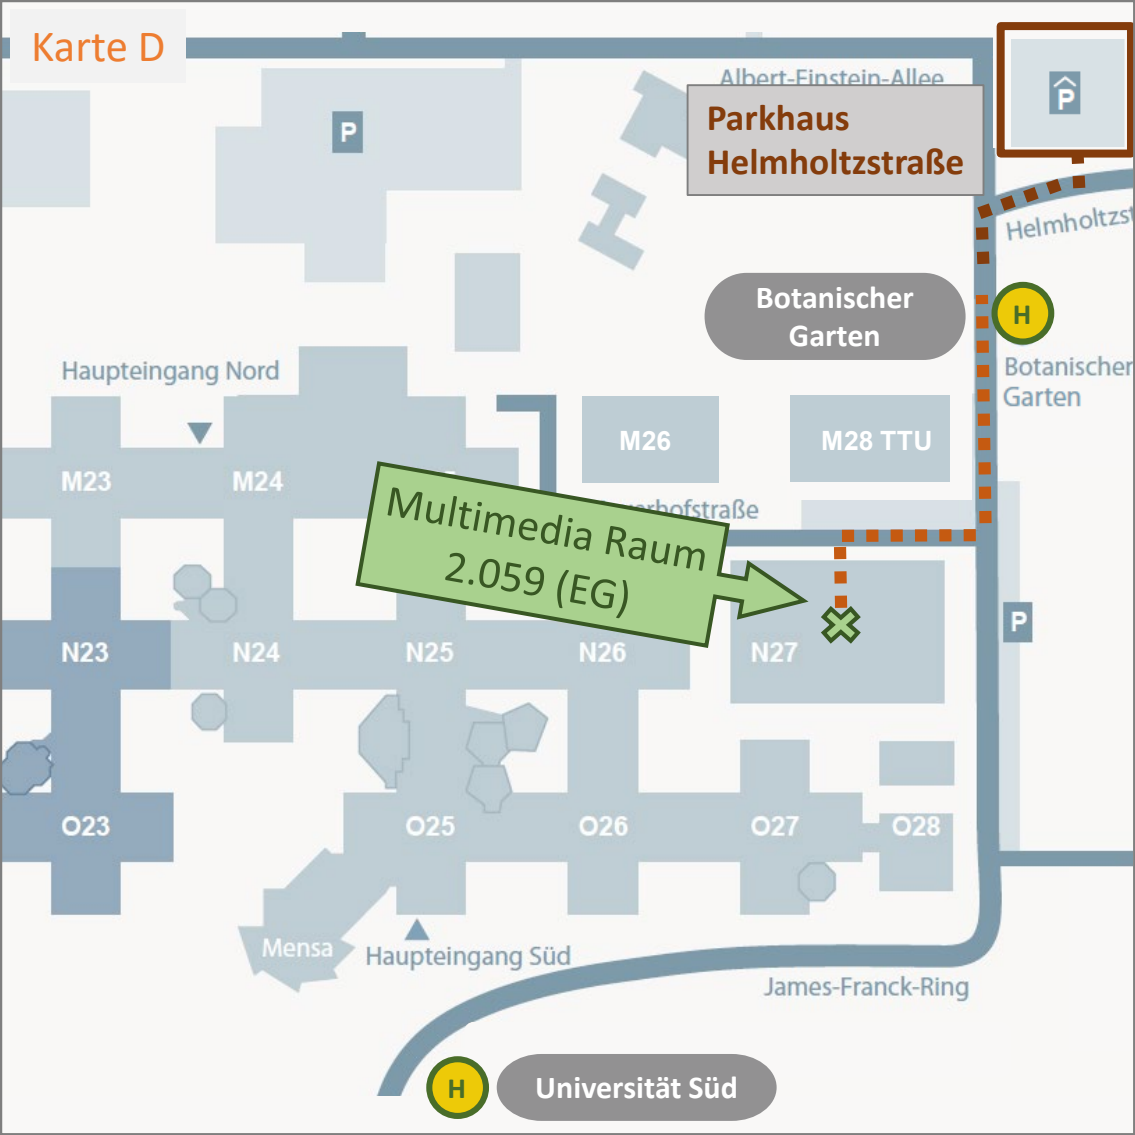 Karte D
Albert-Einstein-Allee
P
P
Parkhaus
Helmholtzstraße
Helmholtzst
Botanischer
Garten
H
Botanischer
Garten
Haupteingang Nord
M26
M28 TTU
M23
M24
Multimedia Raum
2.059 (EG)
P
N23
N24
N25
N26
N27
O23
O25
O26
O27
O28
Mensa
Haupteingang Süd
James-Franck-Ring
H
Universität Süd